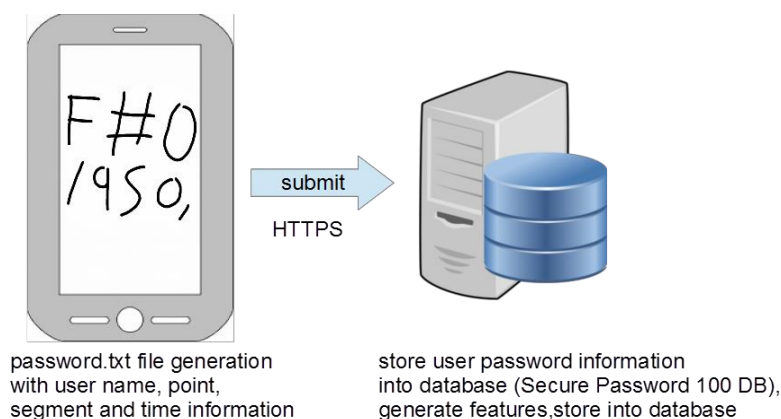 F#0
/950,
submit
HTTPS
password.txt file generation
with user name, point,
segment and time information
store user password information
into database (Secure Password 100 DB),
generate features,store into database